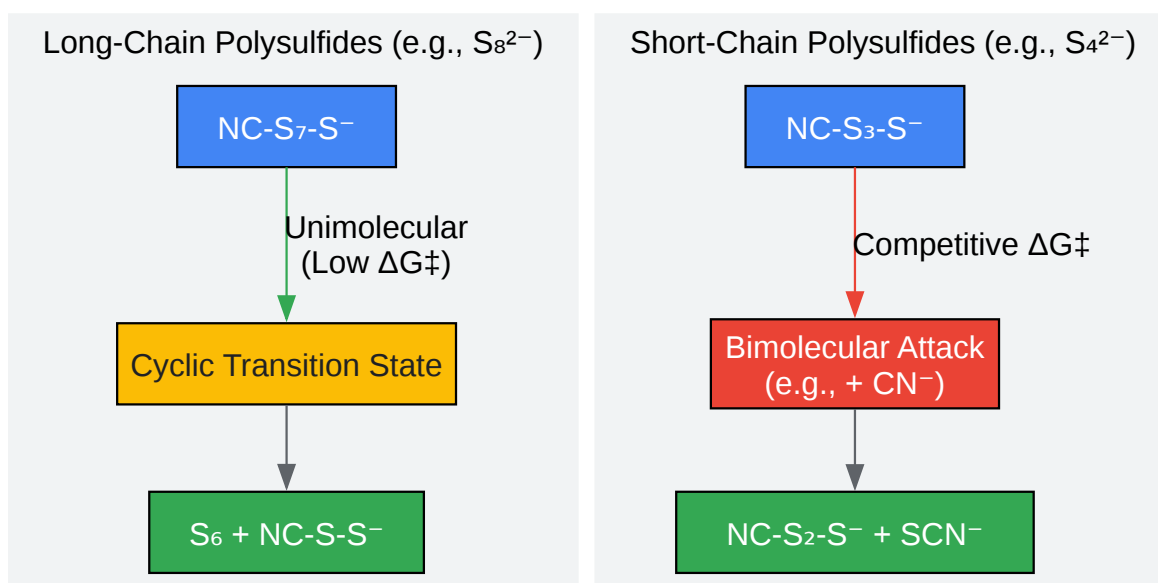 Long-Chain Polysulfides (e.g., S₈²⁻)
NC-S₇-S⁻
Unimolecular
(Low ΔG‡)
Cyclic Transition State
S₆ + NC-S-S⁻
Short-Chain Polysulfides (e.g., S₄²⁻)
NC-S₃-S⁻
Competitive ΔG‡
Bimolecular Attack
(e.g., + CN⁻)
NC-S₂-S⁻ + SCN⁻